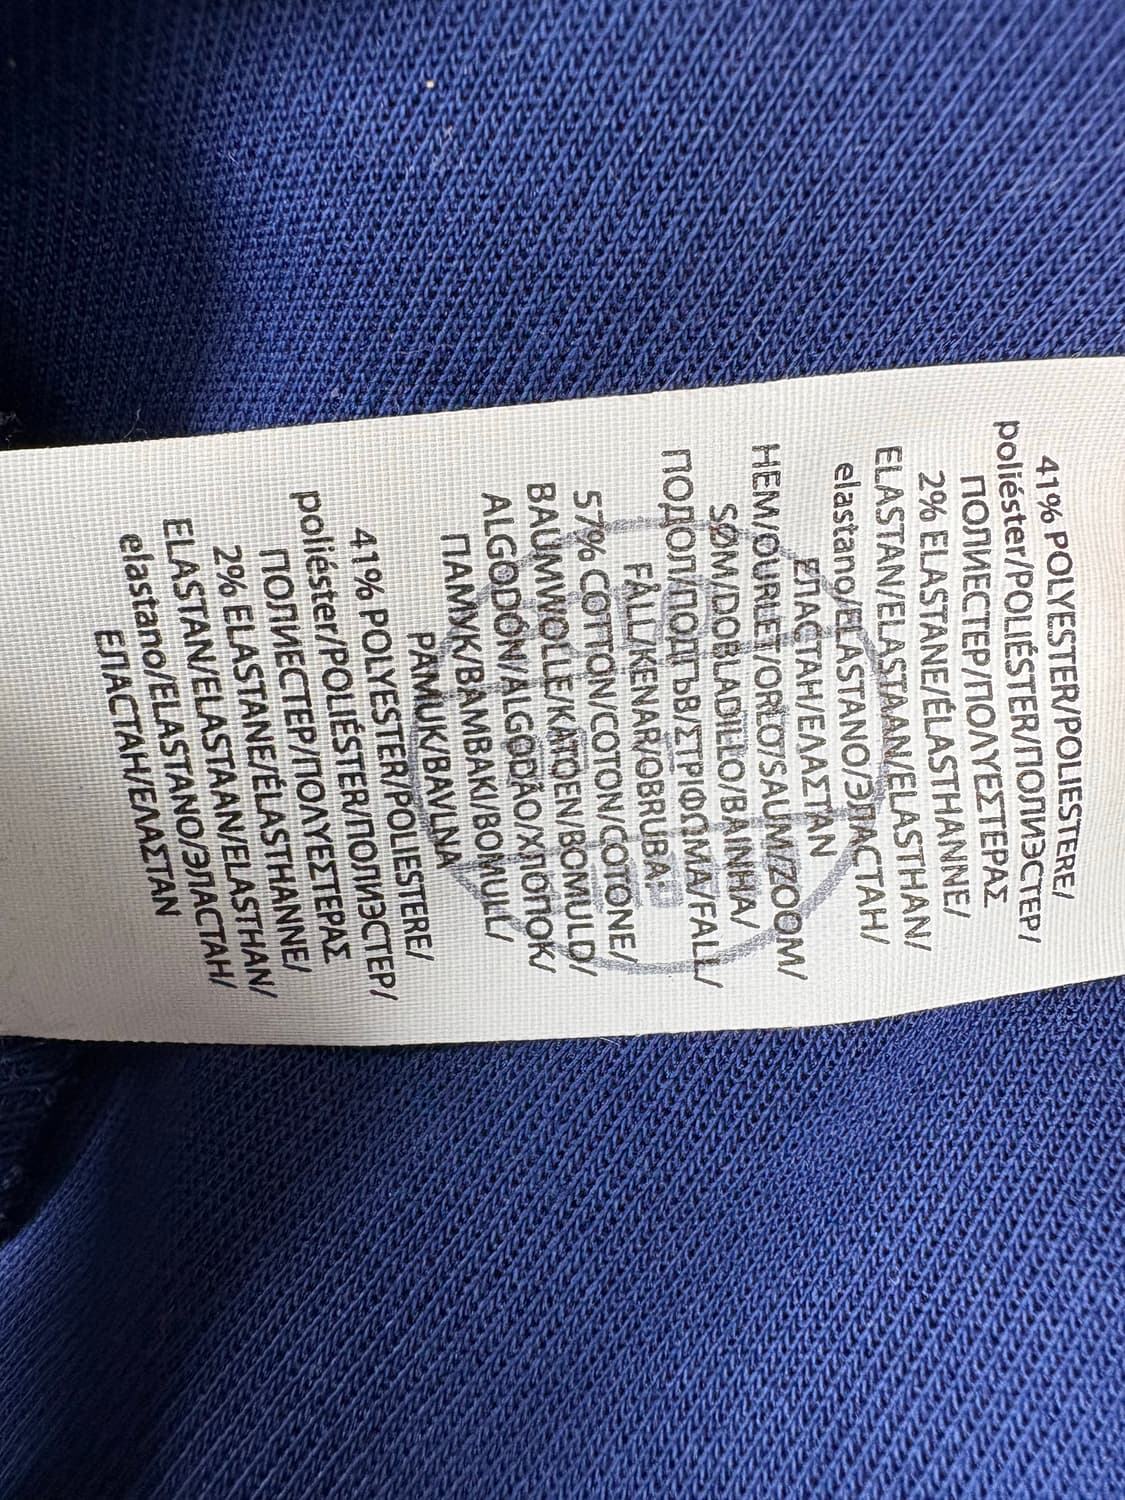 41% POLYESTER/POLIESTERE/
poliéster/POLIÉSTER/ПОЛИЭСТЕР/
ПОЛИЕСТЕР/ΠΟΛΥΕΣΤΕΡΑΣ
2% ELASTANE/ÉLASTHANNE/
ELASTAN/ELASTAAN/ELASTHAN/
elastano/ELASTANO/ЭЛАСТАН/
ЕЛАСТАН/ΕΛΑΣΤΑΝ
HEM/OURLET/ORLO/SAUM/ZOOM/
SØM/DOBLADILLO/BAINHA/
ПОДОЛ/ПОДГЪВ/ΣΤΡΙΦΩΜΑ/FALL/
FÅLL/KENAR/OBRUBA:
57% COTTON/COTON/COTONE/
BAUMWOLLE/KATOEN/BOMULD/
ALGODÓN/ALGODÃO/ХЛОПОК/
ПАМУК/ΒΑΜΒΑΚΙ/BOMULL/
PAMUK/BAVLNA
41% POLYESTER/POLIESTERE/
poliéster/POLIÉSTER/ПОЛИЭСТЕР/
ПОЛИЕСТЕР/ΠΟΛΥΕΣΤΕΡΑΣ
2% ELASTANE/ÉLASTHANNE/
ELASTAN/ELASTAAN/ELASTHAN/
elastano/ELASTANO/ЭЛАСТАН/
ЕЛАСТАН/ΕΛΑΣΤΑΝ